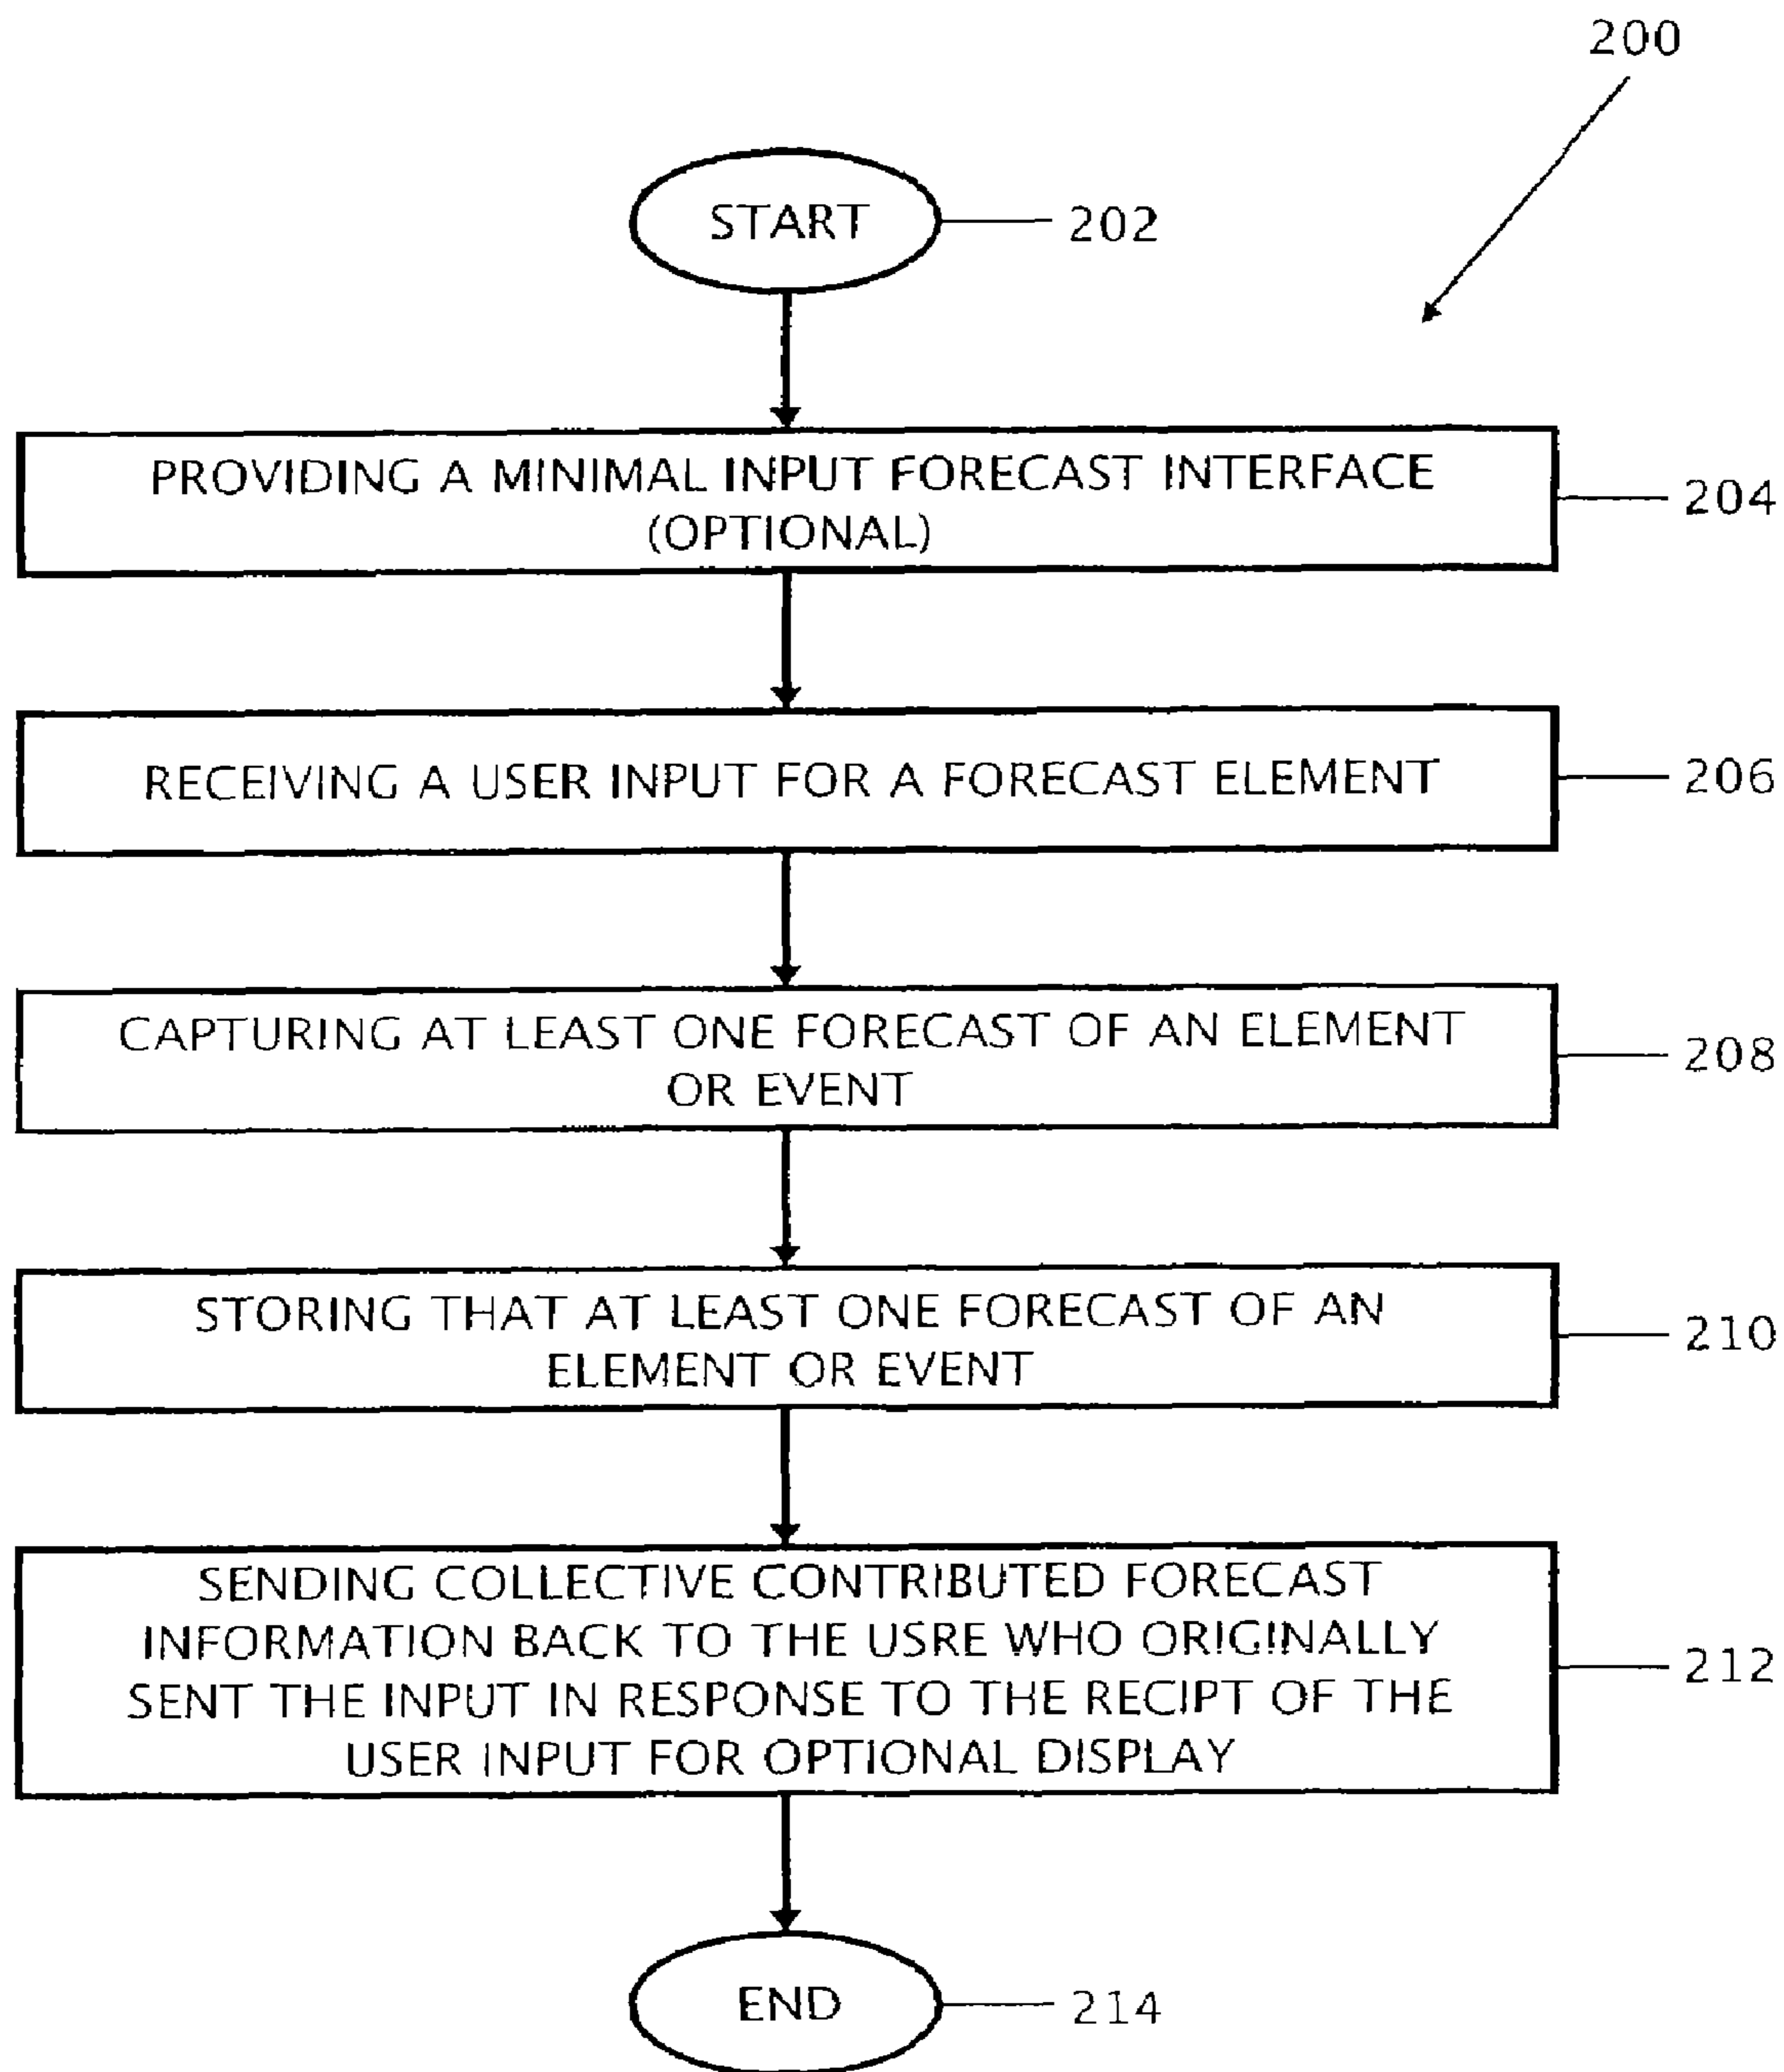 200
START
202
PROVIDING A MINIMAL INPUT FORECAST INTERFACE
(OPTIONAL)
204
RECEIVING A USER INPUT FOR A FORECAST ELEMENT
206
CAPTURING AT LEAST ONE FORECAST OF AN ELEMENT
OR EVENT
208
STORING THAT AT LEAST ONE FORECAST OF AN
ELEMENT OR EVENT
210
SENDING COLLECTIVE CONTRIBUTED FORECAST
INFORMATION BACK TO THE USRE WHO ORIGINALLY
SENT THE INPUT IN RESPONSE TO THE RECIPT OF THE
USER INPUT FOR OPTIONAL DISPLAY
212
END
214